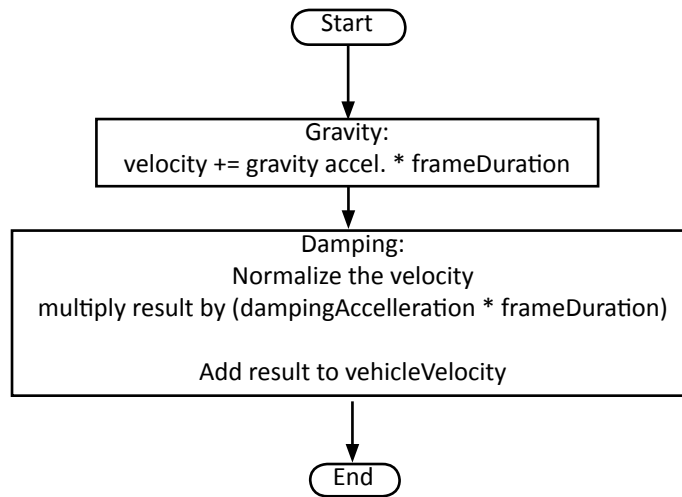 Start
Gravity:
velocity += gravity accel. * frameDuration
Damping:
Normalize the velocity
multiply result by (dampingAccelleration * frameDuration)
Add result to vehicleVelocity
End